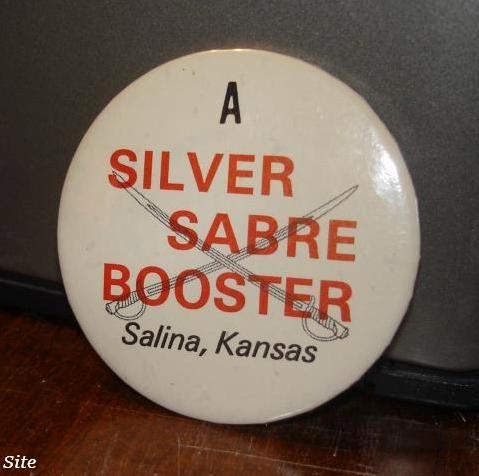 A
SILVER
SABRE
BOOSTER
Salina, Kansas
Site